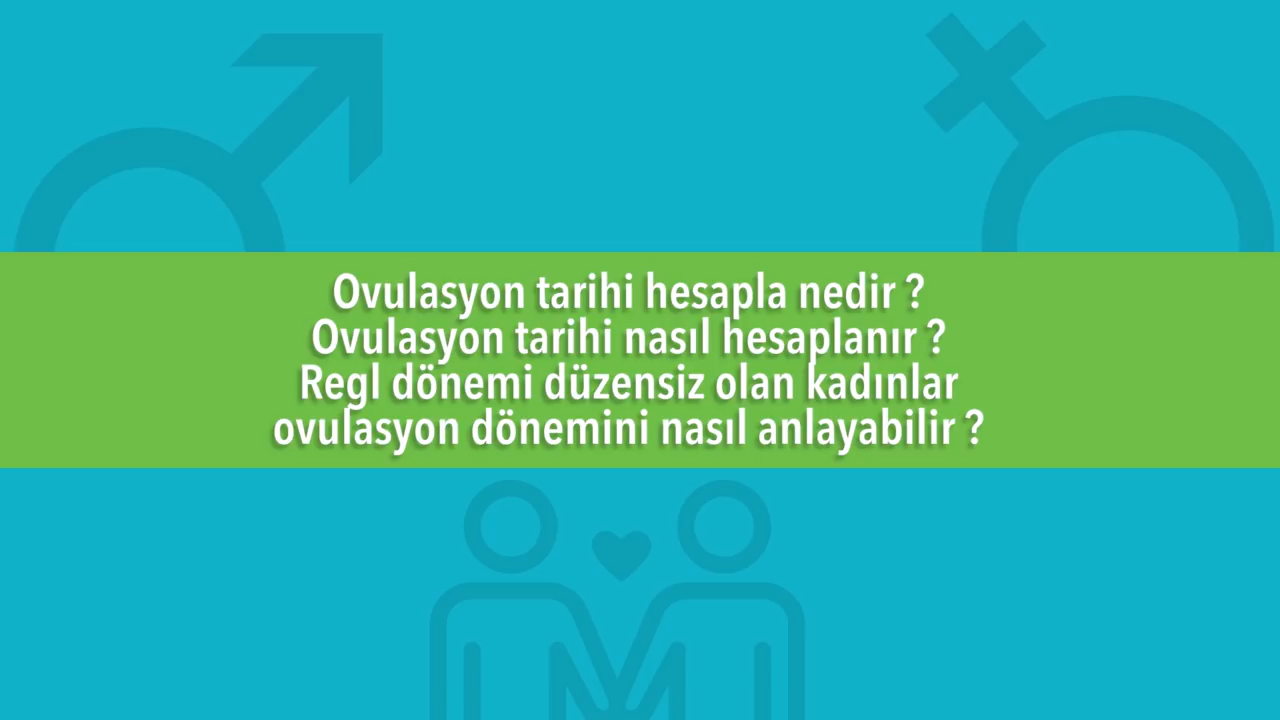 Ovulasyon tarihi hesapla nedir ?
Ovulasyon tarihi nasıl hesaplanır ?
Regl dönemi düzensiz olan kadınlar
ovulasyon dönemini nasıl anlayabilir ?